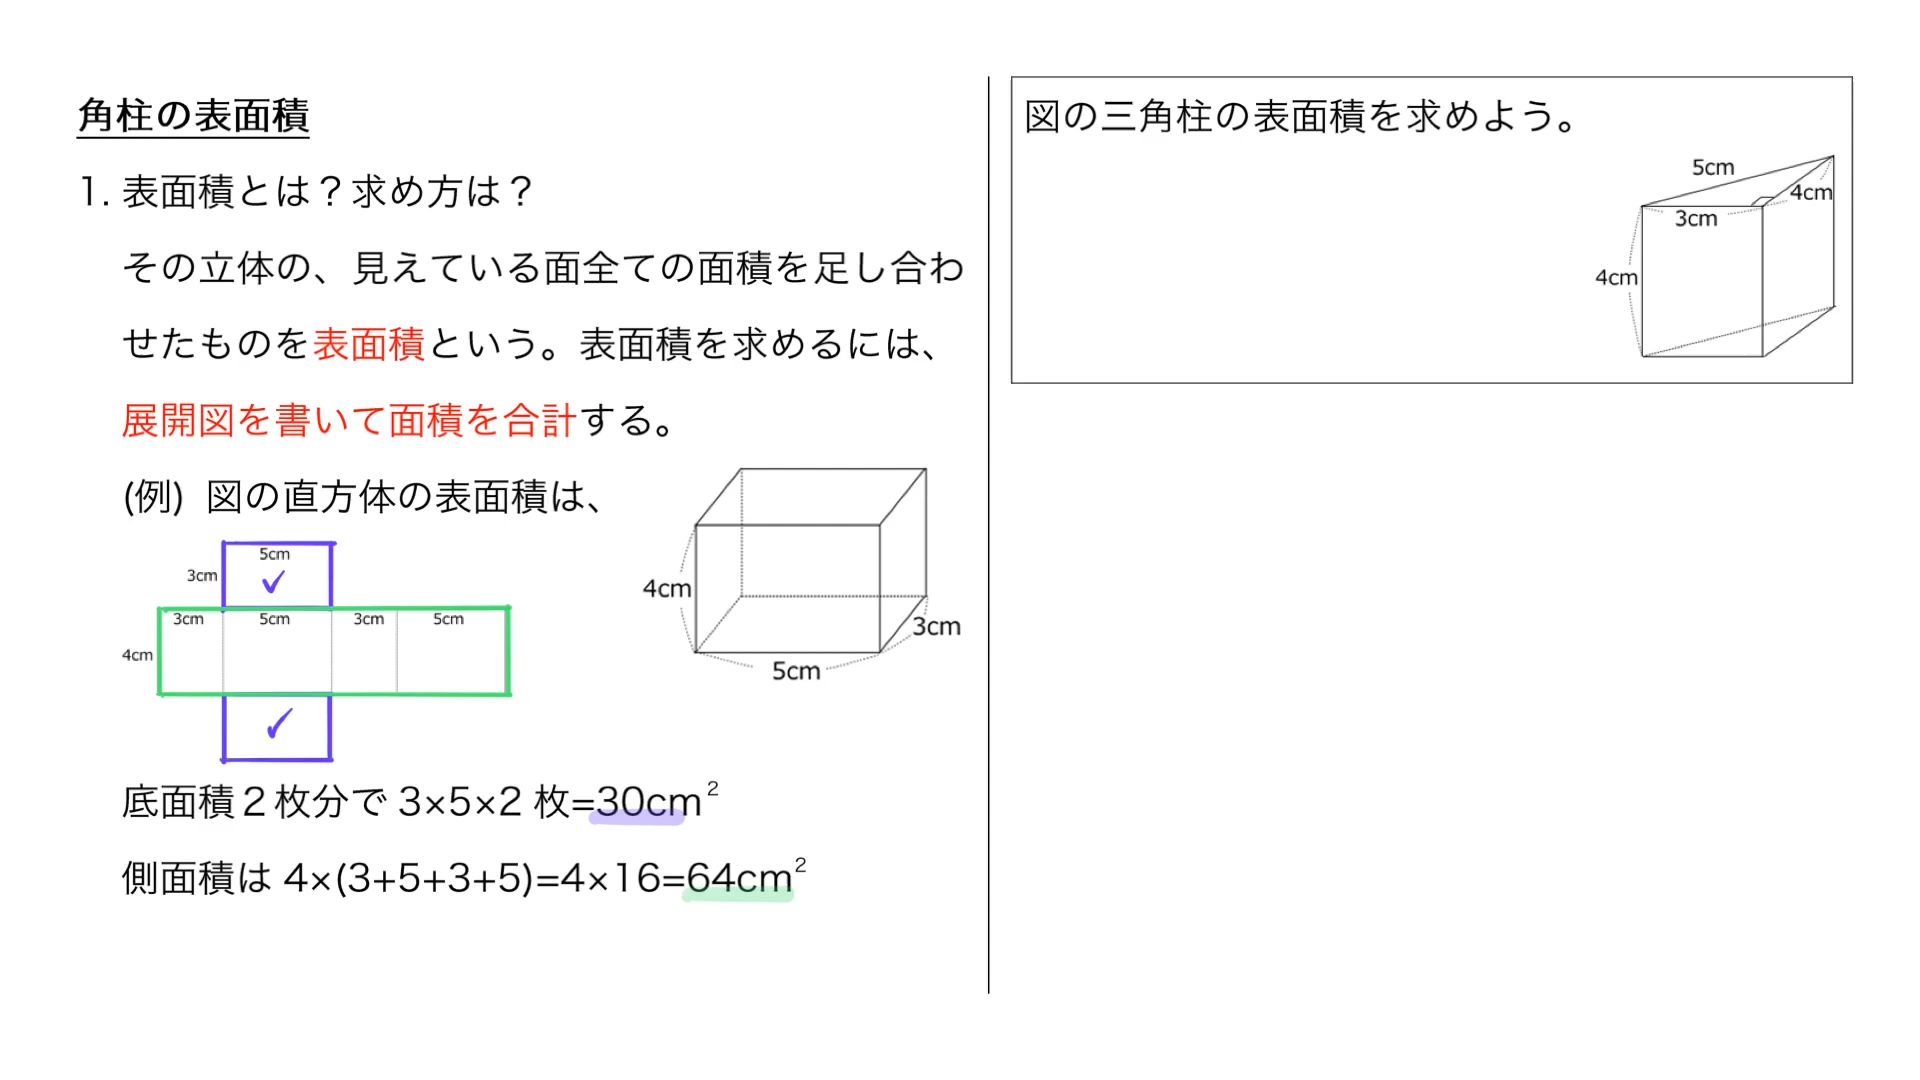 角柱の表面積
1. 表面積とは？求め方は？
その立体の、見えている面全ての面積を足し合わ
せたものを表面積という。表面積を求めるには、
展開図を書いて面積を合計する。
(例) 図の直方体の表面積は、
5cm
3cm
3cm 5cm 3cm 5cm
4cm
4cm
3cm
5cm
底面積２枚分で 3×5×2 枚=30cm²
側面積は 4×(3+5+3+5)=4×16=64cm²
図の三角柱の表面積を求めよう。
5cm
4cm
3cm
4cm